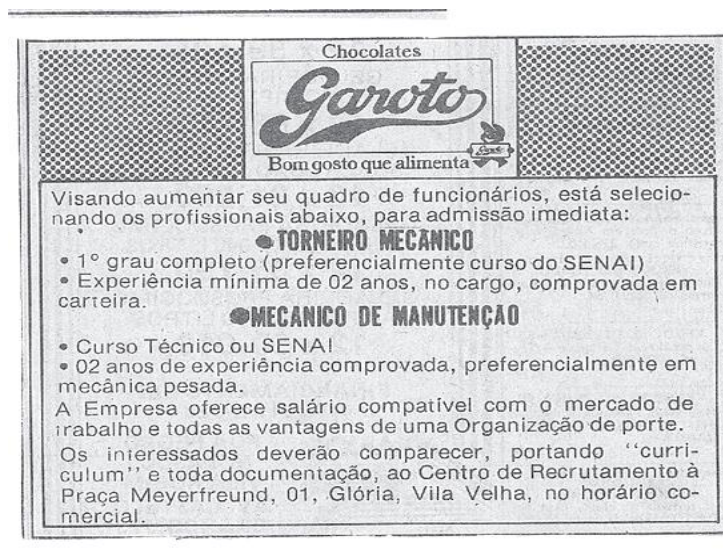 Chocolates
Garoto
Garoto
Bom gosto que alimenta
Visando aumentar seu quadro de funcionários, está selecio-
nando os profissionais abaixo, para admissão imediata:
●TORNEIRO MECÂNICO
• 1º grau completo (preferencialmente curso do SENAI)
• Experiência mínima de 02 anos, no cargo, comprovada em
carteira.
●MECANICO DE MANUTENÇÃO
• Curso Técnico ou SENAI
• 02 anos de experiência comprovada, preferencialmente em
mecânica pesada.
A Empresa oferece salário compatível com o mercado de
trabalho e todas as vantagens de uma Organização de porte.
Os interessados deverão comparecer, portando ‘‘curri-
culum’’ e toda documentação, ao Centro de Recrutamento à
Praça Meyerfreund, 01, Glória, Vila Velha, no horário co-
mercial.